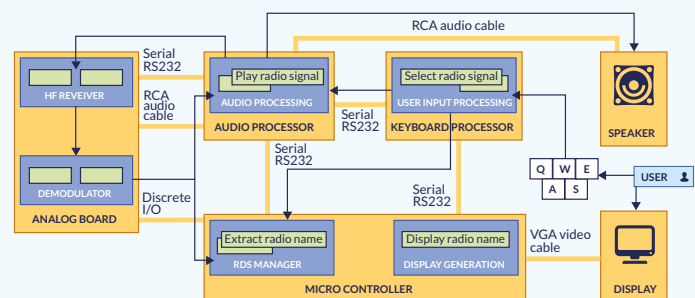 RCA audio cable
Serial
RS232
Play radio signal
AUDIO PROCESSING
AUDIO PROCESSOR
Select radio signal
USER INPUT PROCESSING
KEYBOARD PROCESSOR
SPEAKER
HF REVEIVER
RCA
audio
cable
Serial
RS232
DEMODULATOR
ANALOG BOARD
Discrete
I/O
Serial
RS232
Serial
RS232
Q W E
A S
USER
Extract radio name
RDS MANAGER
Display radio name
DISPLAY GENERATION
MICRO CONTROLLER
VGA video
cable
DISPLAY